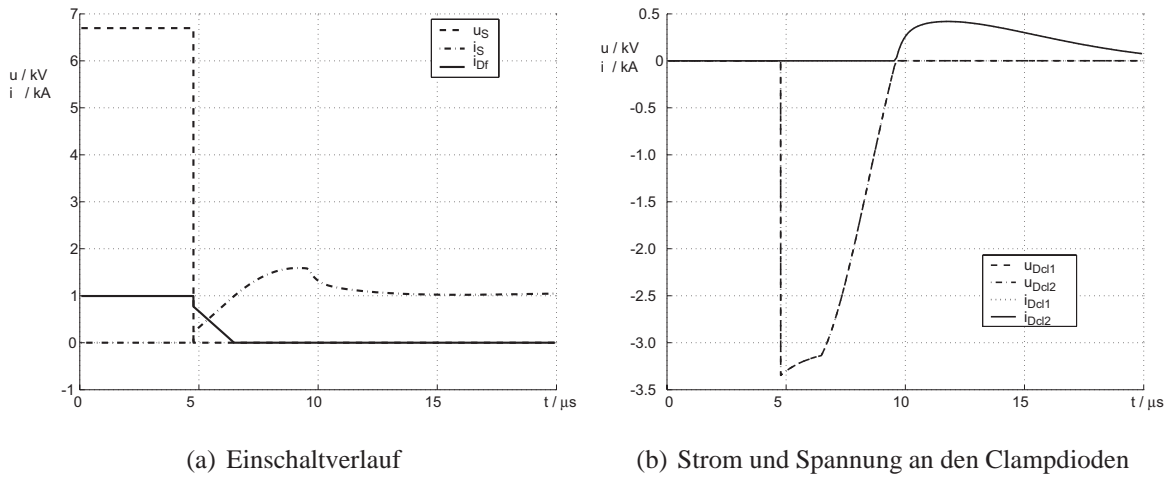 7
6
5
4
3
2
1
0
-1
u / kV
i / kA
u_S
i_S
i_Df
0
5
10
15
t / μs
(a) Einschaltverlauf
u / kV
i / kA
0
-0.5
-1.0
-1.5
-2.0
-2.5
-3.0
-3.5
u_Dcl1
u_Dcl2
i_Dcl1
i_Dcl2
0
5
10
15
t / μs
(b) Strom und Spannung an den Clampdioden